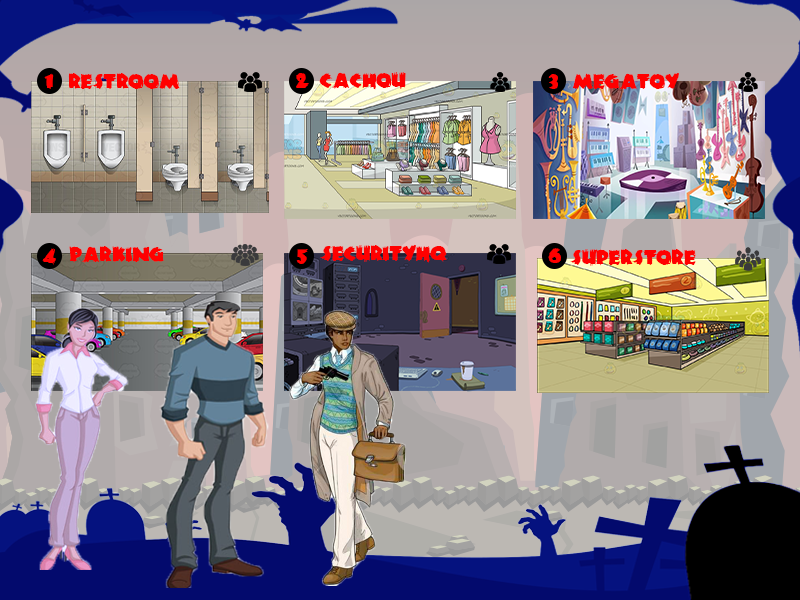 1 RESTROOM
2 CACHOU
3 MEGATOY
4 PARKING
5 SECURITYHQ
6 SUPERSTORE